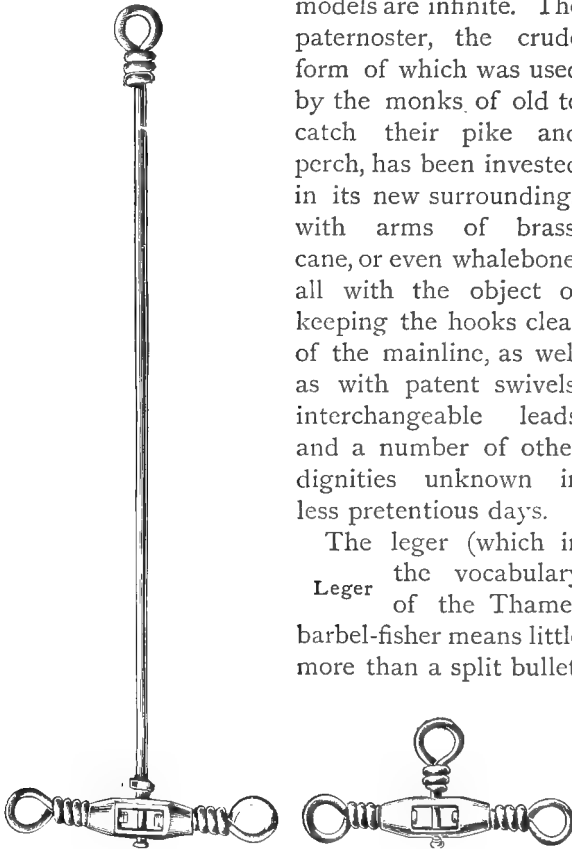 models are infinite. The
paternoster, the crude
form of which was used
by the monks of old to
catch their pike and
perch, has been invested
in its new surrounding
with arms of brass
cane, or even whalebone
all with the object o
keeping the hooks clea
of the mainline, as wel
as with patent swivels
interchangeable leads
and a number of othe
dignities unknown in
less pretentious days.
The leger (which in
Leger
the vocabulary
of the Thame
barbel-fisher means little
more than a split bullet